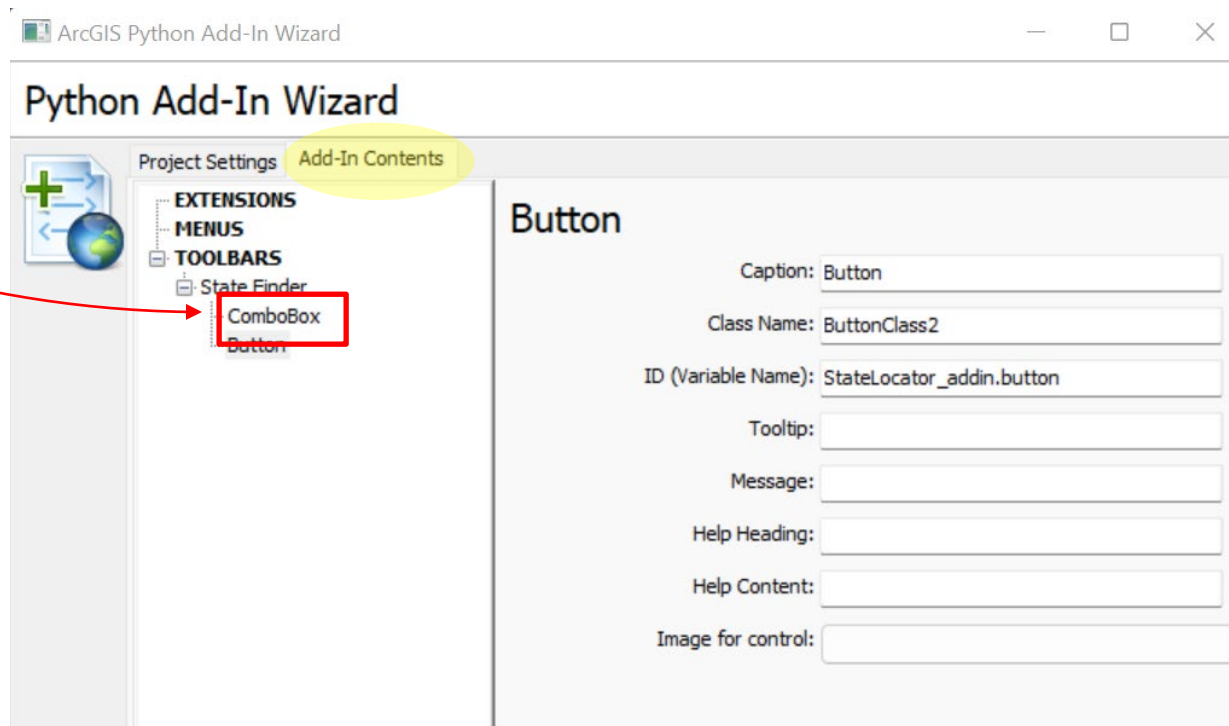 ArcGIS Python Add-In Wizard
Python Add-In Wizard
Project Settings
Add-In Contents
EXTENSIONS
MENUS
TOOLBARS
State Finder
ComboBox
Button
Button
Caption: Button
Class Name: ButtonClass2
ID (Variable Name): StateLocator_addin.button
Tooltip:
Message:
Help Heading:
Help Content:
Image for control: